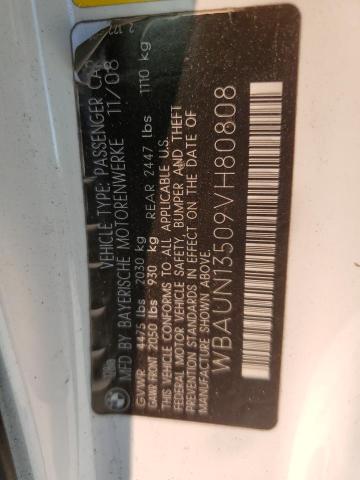 VEHICLE TYPE: PASSENGER CAR
MFD BY BAYERISCHE MOTORENWERKE 11/08
GVWR 4475 lbs 2030 kg
GAWR FRONT 2050 lbs 930 kg REAR 2447 lbs 1110 kg
THIS VEHICLE CONFORMS TO ALL APPLICABLE U.S.
FEDERAL MOTOR VEHICLE SAFETY, BUMPER AND THEFT
PREVENTION STANDARDS IN EFFECT ON THE DATE OF
MANUFACTURE SHOWN ABOVE.
WBAUN13509VH80808